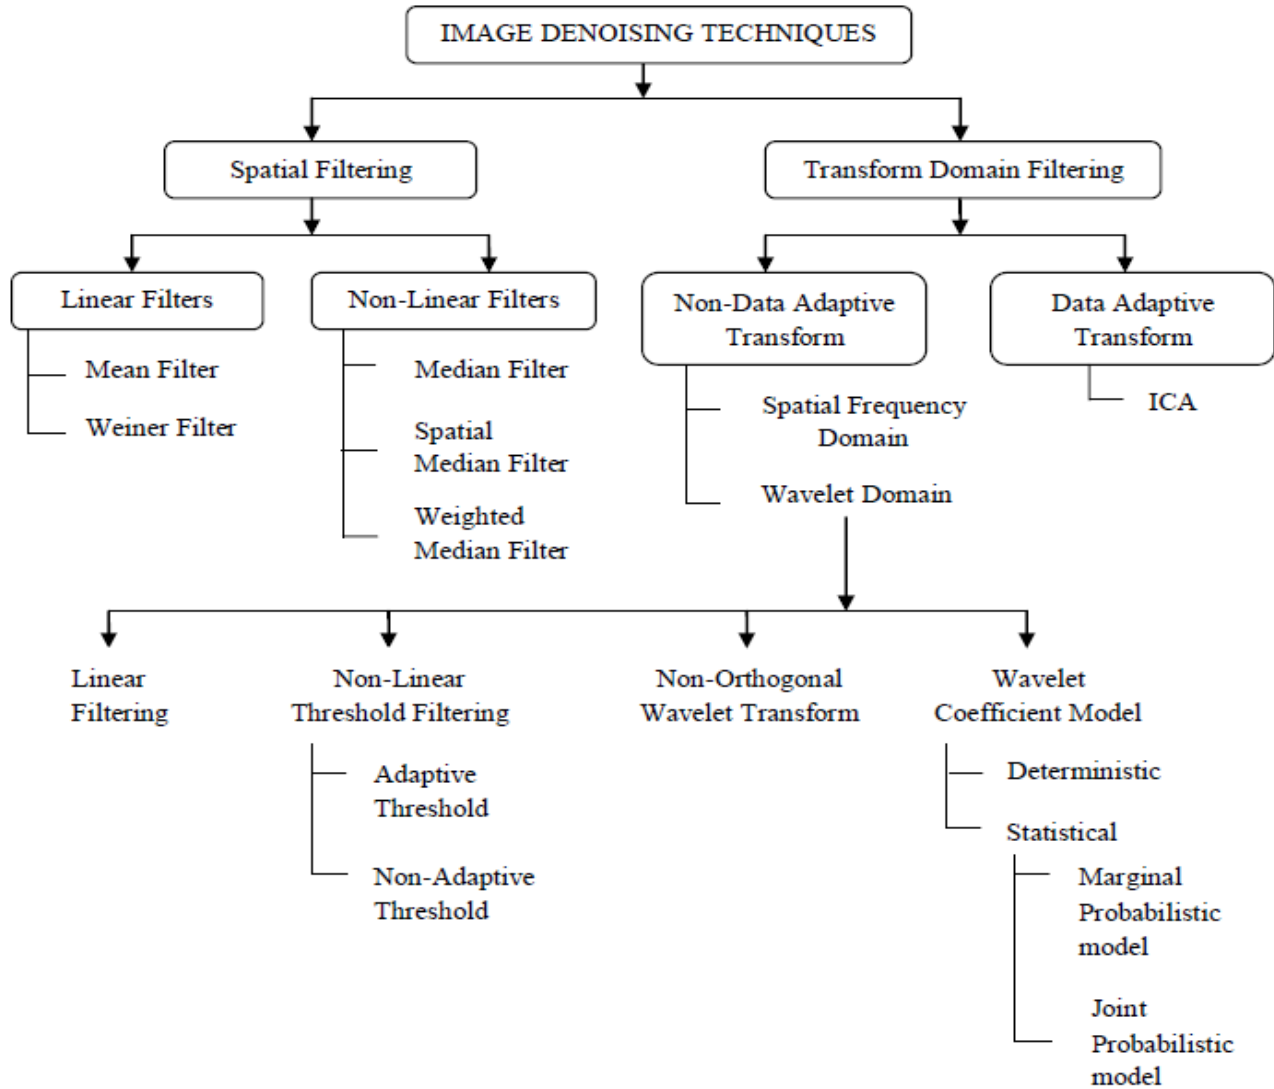 IMAGE DENOISING TECHNIQUES
Spatial Filtering
Transform Domain Filtering
Linear Filters
Non-Linear Filters
Non-Data Adaptive
Transform
Data Adaptive
Transform
Mean Filter
Weiner Filter
Median Filter
Spatial
Median Filter
Weighted
Median Filter
Spatial Frequency
Domain
Wavelet Domain
ICA
Linear
Filtering
Non-Linear
Threshold Filtering
Non-Orthogonal
Wavelet Transform
Wavelet
Coefficient Model
Adaptive
Threshold
Non-Adaptive
Threshold
Deterministic
Statistical
Marginal
Probabilistic
model
Joint
Probabilistic
model